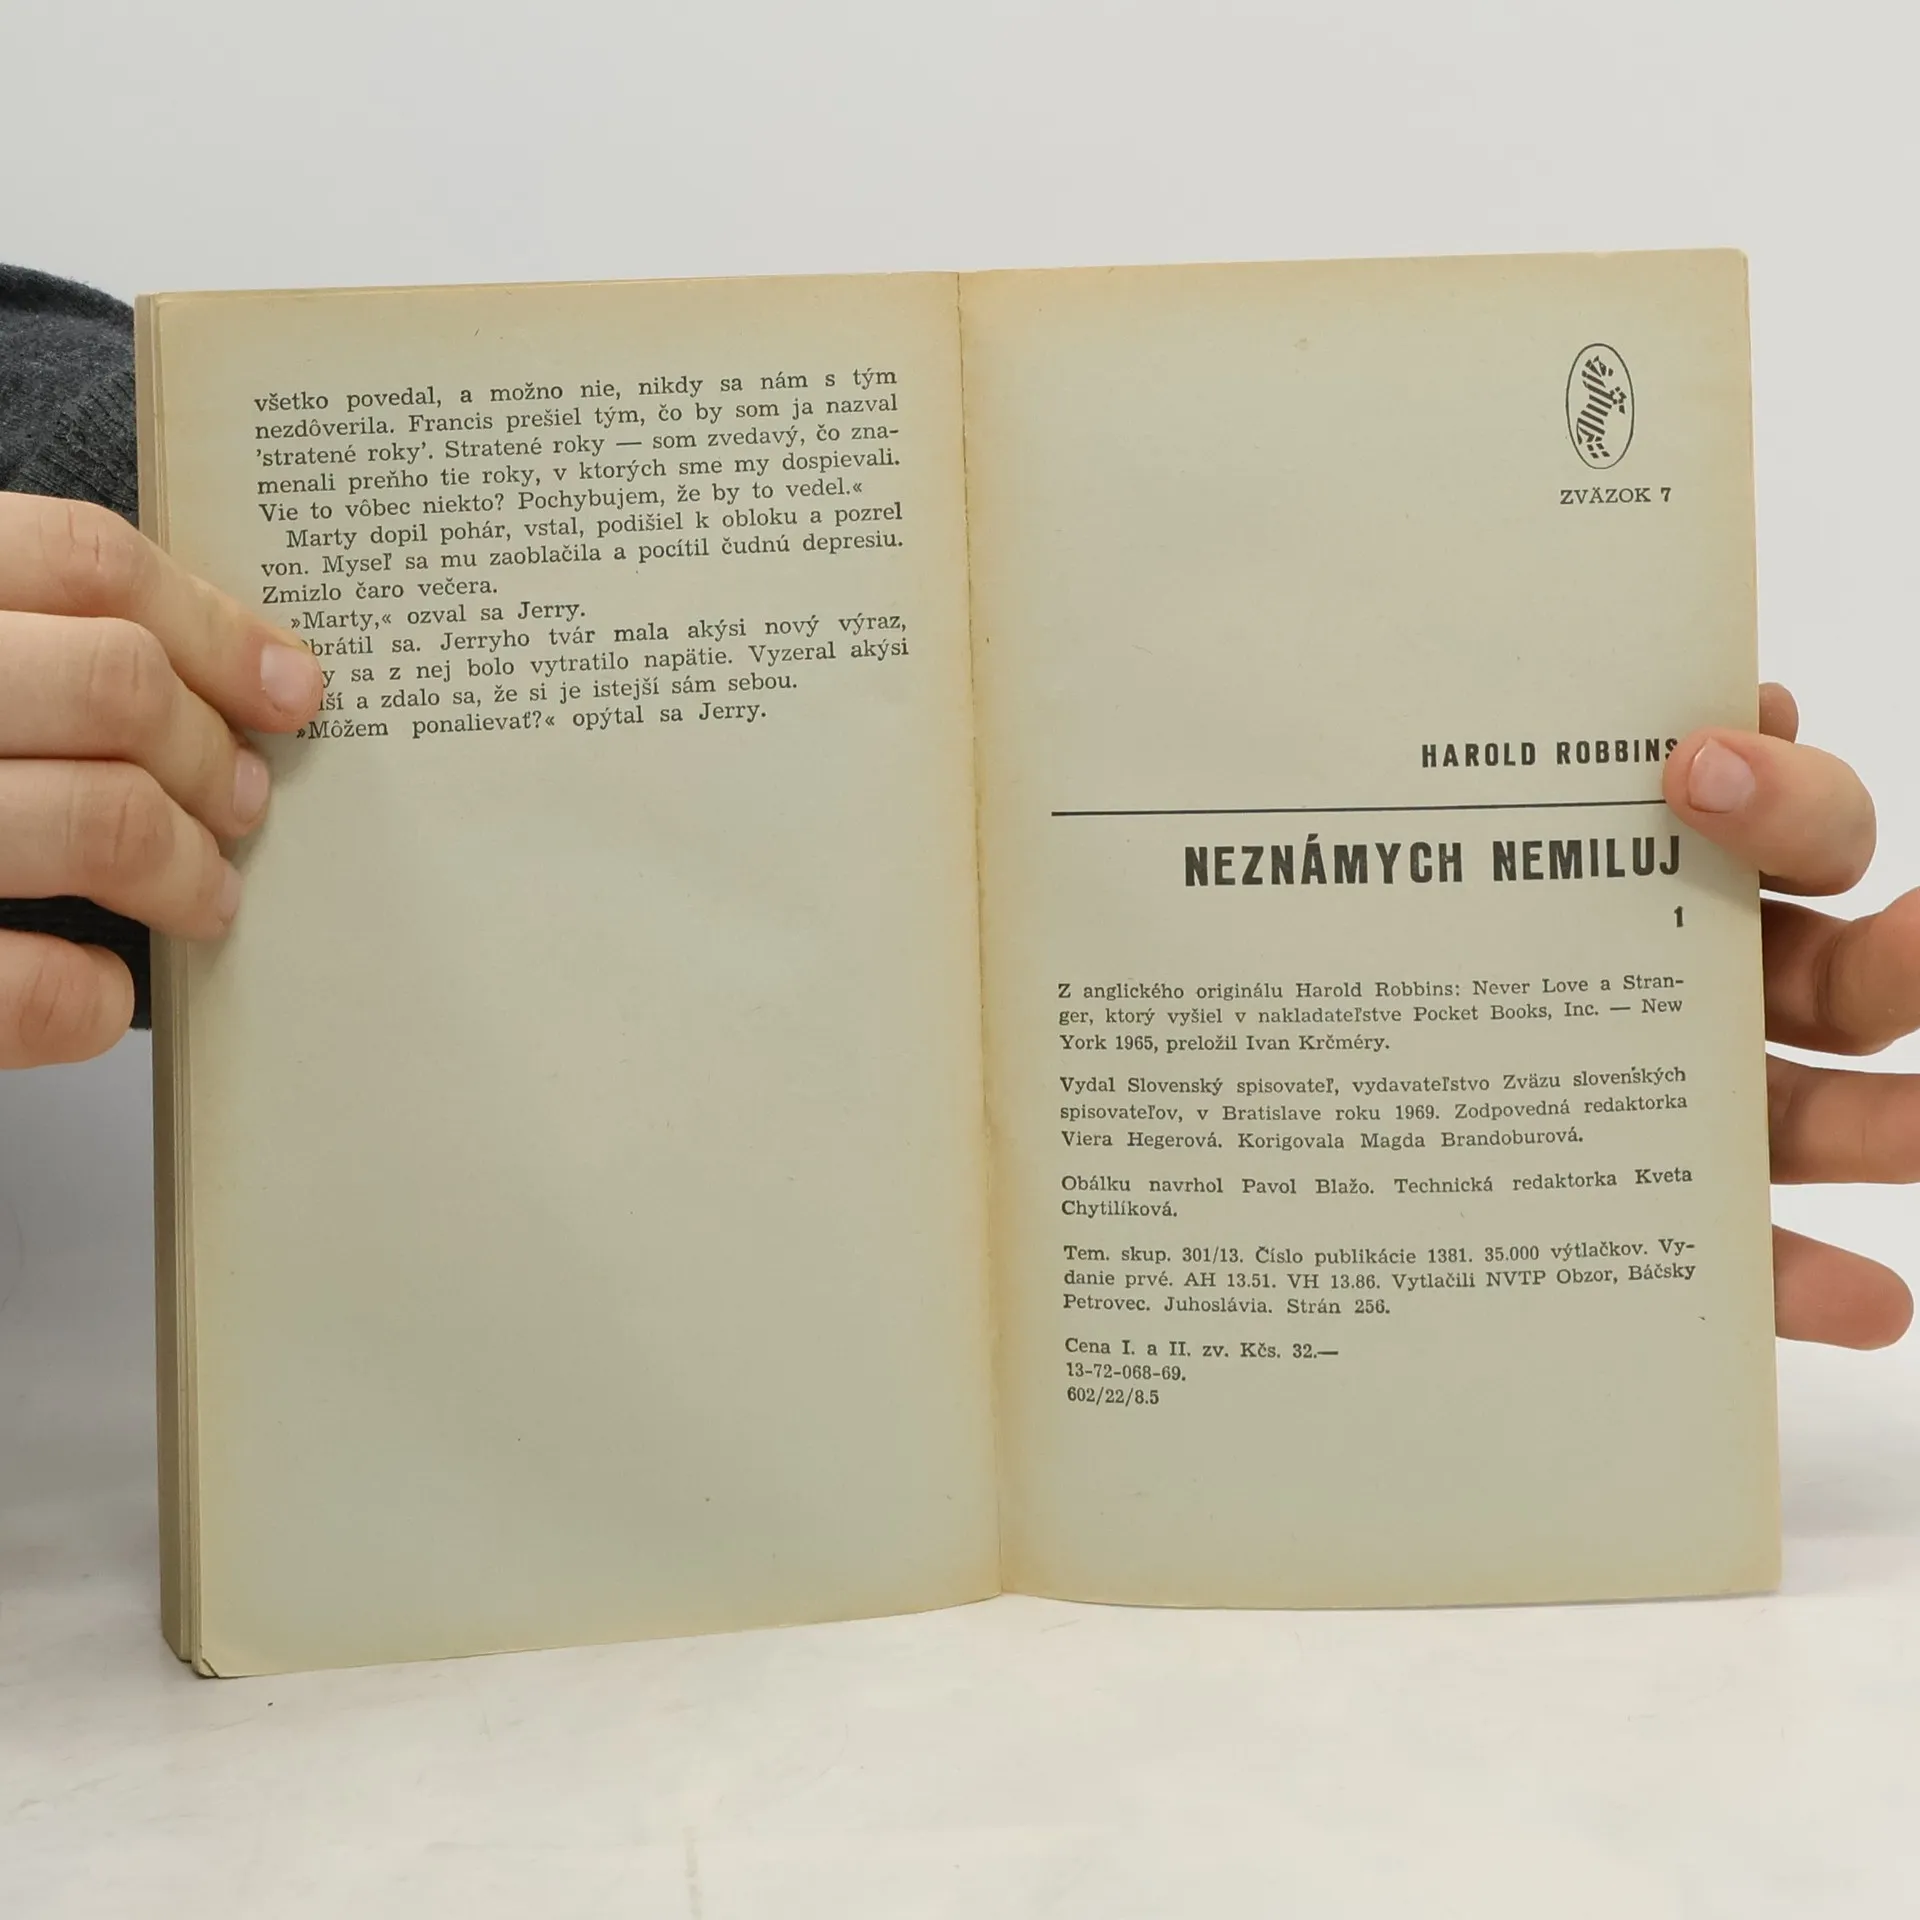 všetko povedal, a možno nie, nikdy sa nám s tým
nezdôverila. Francis prešiel tým, čo by som ja nazval
’stratené roky’. Stratené roky — som zvedavý, čo zna-
menali preňho tie roky, v ktorých sme my dospievali.
Vie to vôbec niekto? Pochybujem, že by to vedel.«
Marty dopil pohár, vstal, podišiel k obloku a pozrel
von. Myseľ sa mu zaoblačila a pocítil čudnú depresiu.
Zmizlo čaro večera.
»Marty,« ozval sa Jerry.
sa. Jerryho tvár mala akýsi nový výraz,
sa z nej bolo vytratilo napätie. Vyzeral akýsi
a zdalo sa, že si je istejší sám sebou.
»Môžem ponalievať?« opýtal sa Jerry.
ZVÄZOK 7
HAROLD ROBBINS
NEZNÁMYCH NEMILUJ
1
Z anglického originálu Harold Robbins: Never Love a Stran-
ger, ktorý vyšiel v nakladateľstve Pocket Books, Inc. — New
York 1965, preložil Ivan Krčméry.
Vydal Slovenský spisovateľ, vydavateľstvo Zväzu slovenských
spisovateľov, v Bratislave roku 1969. Zodpovedná redaktorka
Viera Hegerová. Korigovala Magda Brandoburová.
Obálku navrhol Pavol Blažo. Technická redaktorka Kveta
Chytilíková.
Tem. skup. 301/13. Číslo publikácie 1381. 35.000 výtlačkov. Vy-
danie prvé. AH 13.51. VH 13.86. Vytlačili NVTP Obzor, Báčsky
Petrovec. Juhoslávia. Strán 256.
Cena I. a II. zv. Kčs. 32.—
13-72-068-69.
602/22/8.5